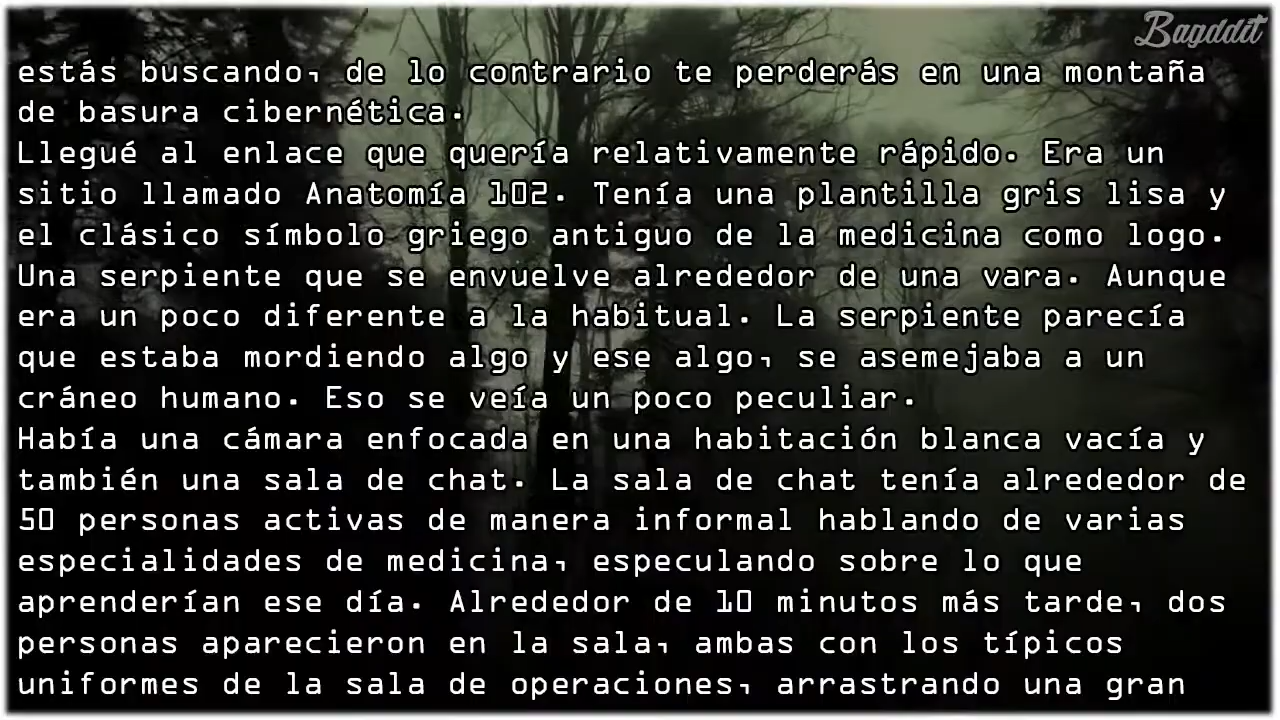 Bagddit
estás buscando, de lo contrario te perderás en una montaña
de basura cibernética.
Llegué al enlace que quería relativamente rápido. Era un
sitio llamado Anatomía 102. Tenía una plantilla gris lisa y
el clásico símbolo griego antiguo de la medicina como logo.
Una serpiente que se envuelve alrededor de una vara. Aunque
era un poco diferente a la habitual. La serpiente parecía
que estaba mordiendo algo y ese algo, se asemejaba a un
cráneo humano. Eso se veía un poco peculiar.
Había una cámara enfocada en una habitación blanca vacía y
también una sala de chat. La sala de chat tenía alrededor de
50 personas activas de manera informal hablando de varias
especialidades de medicina, especulando sobre lo que
aprenderían ese día. Alrededor de 10 minutos más tarde, dos
personas aparecieron en la sala, ambas con los típicos
uniformes de la sala de operaciones, arrastrando una gran